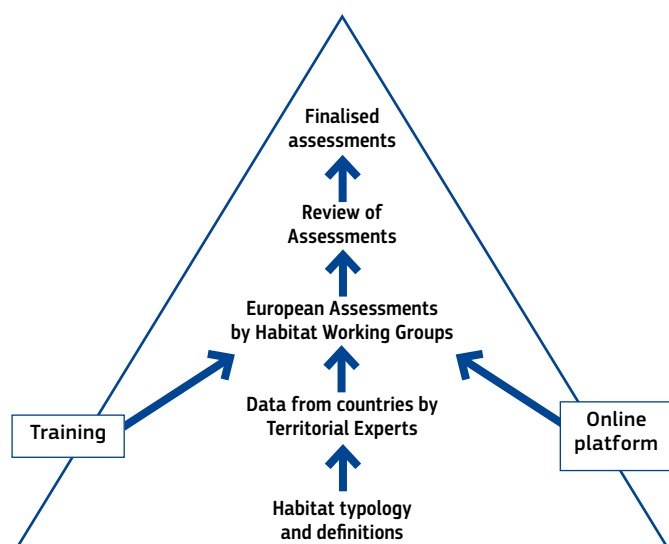 Finalised
assessments
Review of
Assessments
European Assessments
by Habitat Working Groups
Training
Data from countries by
Territorial Experts
Online
platform
Habitat typology
and definitions